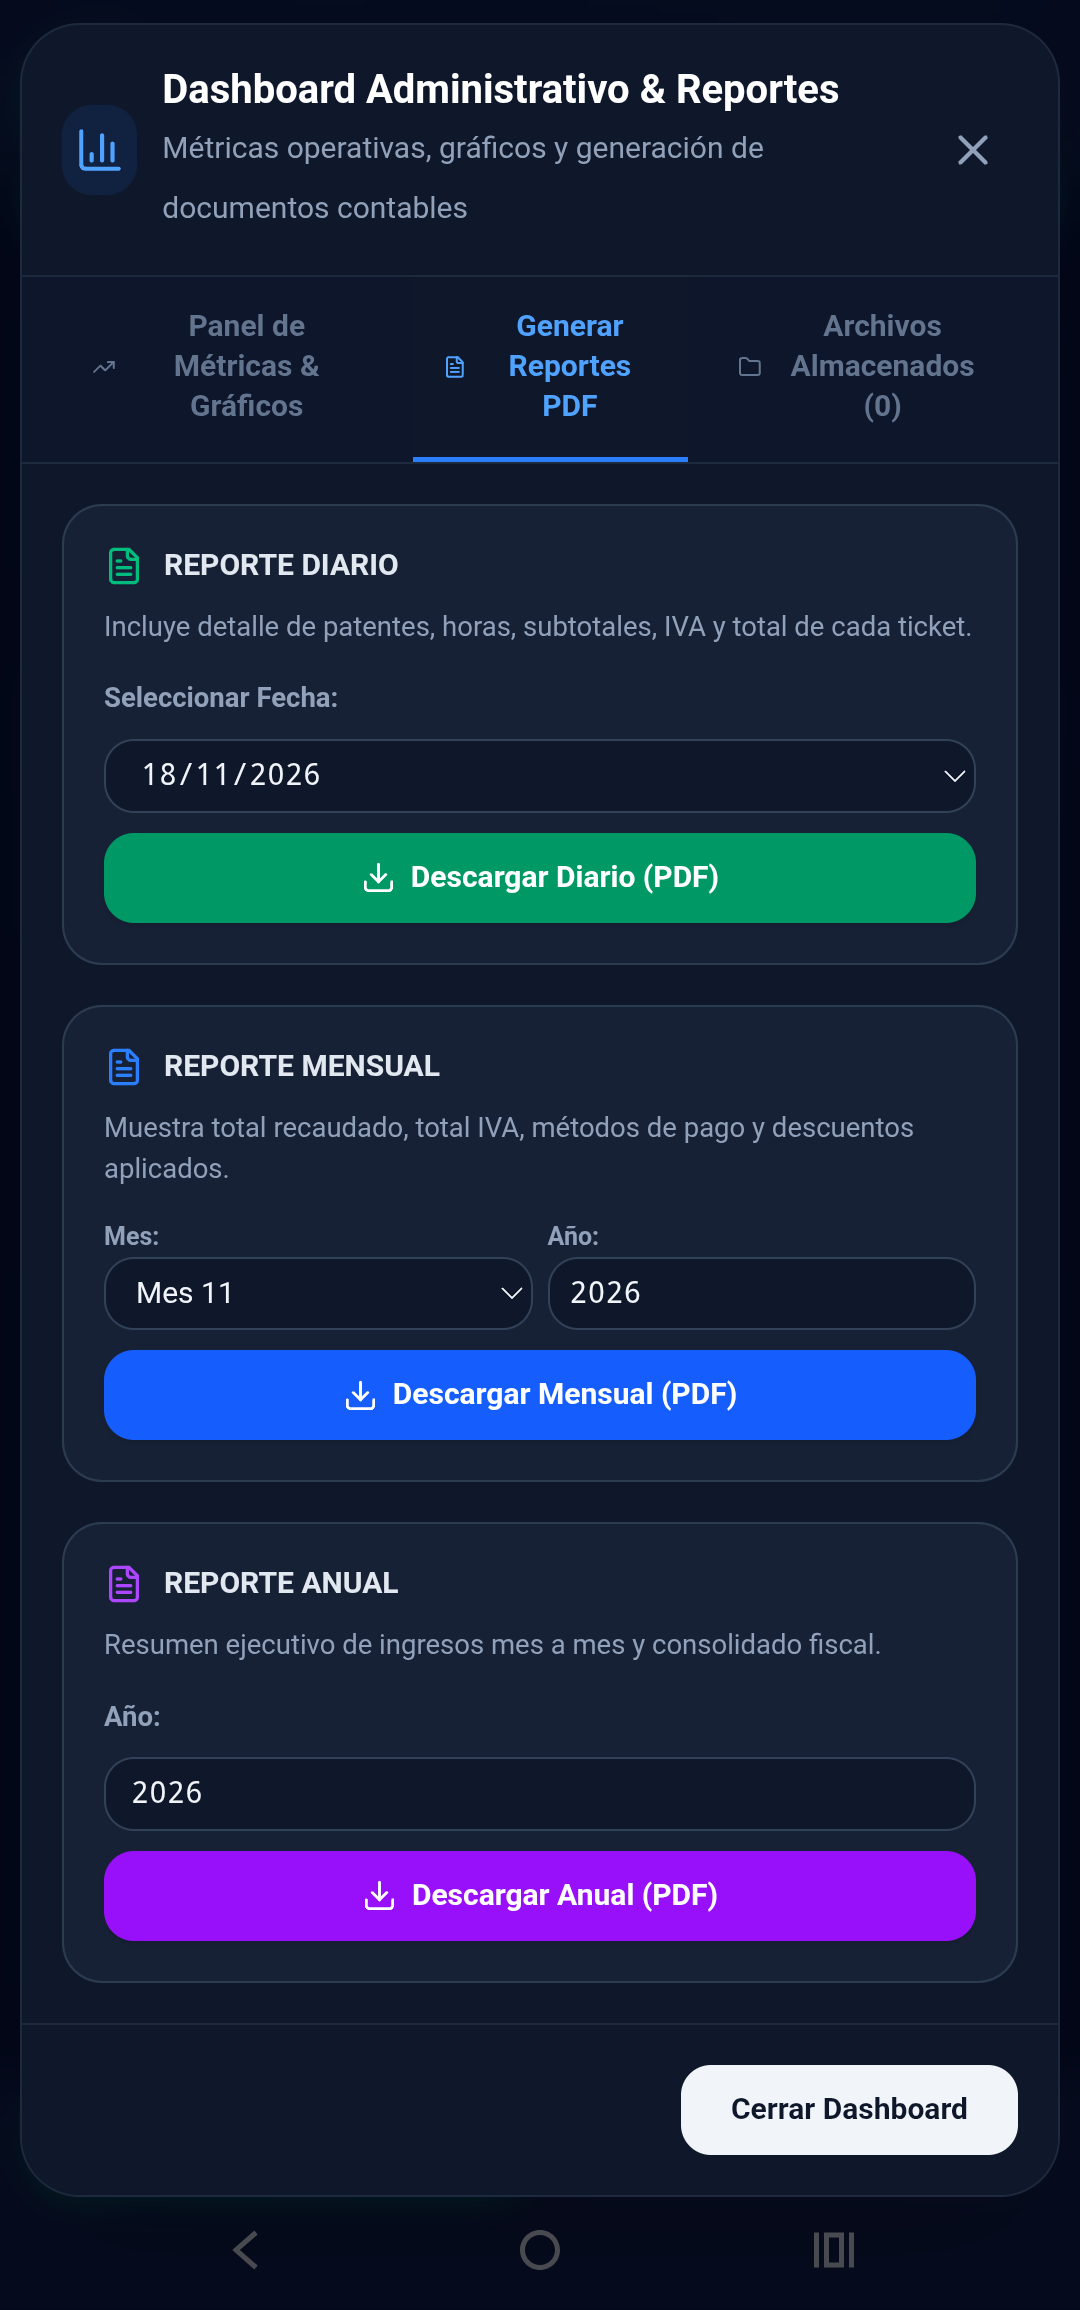 Dashboard Administrativo & Reportes
Métricas operativas, gráficos y generación de
documentos contables
Panel de
Métricas &
Gráficos
Generar
Reportes
PDF
Archivos
Almacenados
(0)
REPORTE DIARIO
Incluye detalle de patentes, horas, subtotales, IVA y total de cada ticket.
Seleccionar Fecha:
18/11/2026
Descargar Diario (PDF)
REPORTE MENSUAL
Muestra total recaudado, total IVA, métodos de pago y descuentos
aplicados.
Mes:
Año:
Mes 11
2026
Descargar Mensual (PDF)
REPORTE ANUAL
Resumen ejecutivo de ingresos mes a mes y consolidado fiscal.
Año:
2026
Descargar Anual (PDF)
Cerrar Dashboard